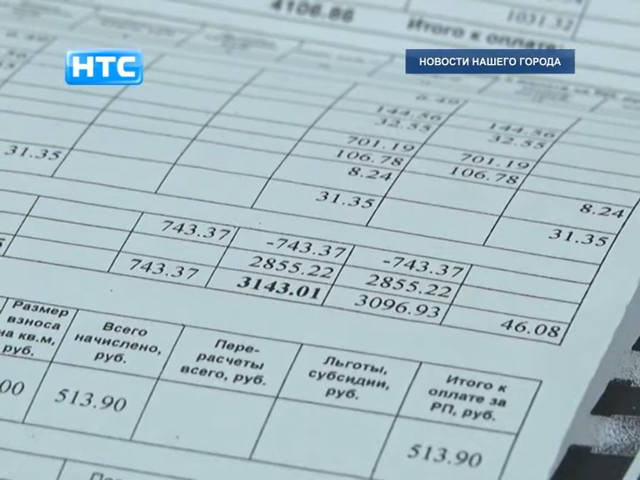 4106.86
1031.32
Итого к оплате
НТС
НОВОСТИ НАШЕГО ГОРОДА
144.56 144.56
32.55 32.55
701.19 701.19
106.78 106.78
8.24 8.24
31.35 31.35 31.35
743.37 -743.37 -743.37
2855.22 2855.22
743.37 3143.01 3096.93 46.08
Размер взноса на кв.м, руб.
Всего начислено, руб.
Пере-
расчеты
всего, руб.
Льготы,
субсидии,
руб.
Итого к
оплате за
РП, руб.
513.90 513.90